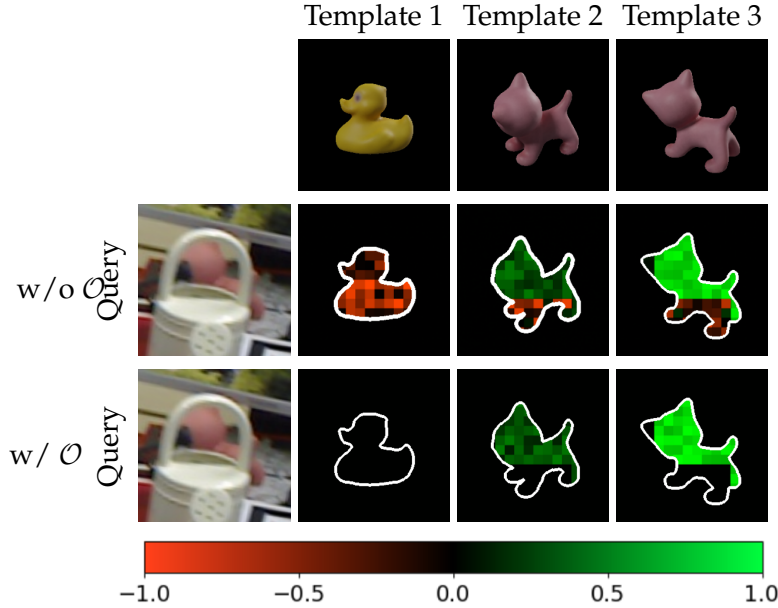 Template 1 Template 2 Template 3
w/o 𝒪
Query
w/ 𝒪
Query
−1.0 −0.5 0.0 0.5 1.0